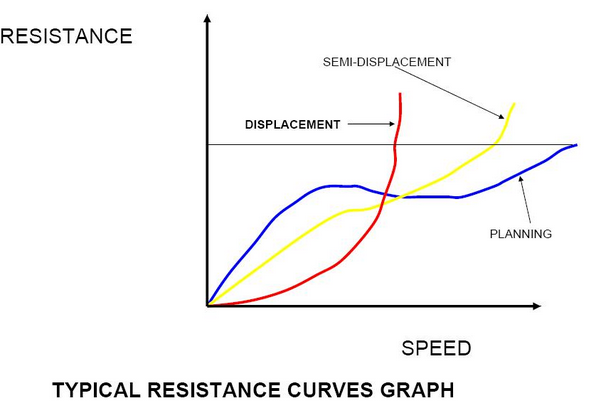 RESISTANCE
SEMI-DISPLACEMENT
DISPLACEMENT
PLANNING
SPEED
TYPICAL RESISTANCE CURVES GRAPH